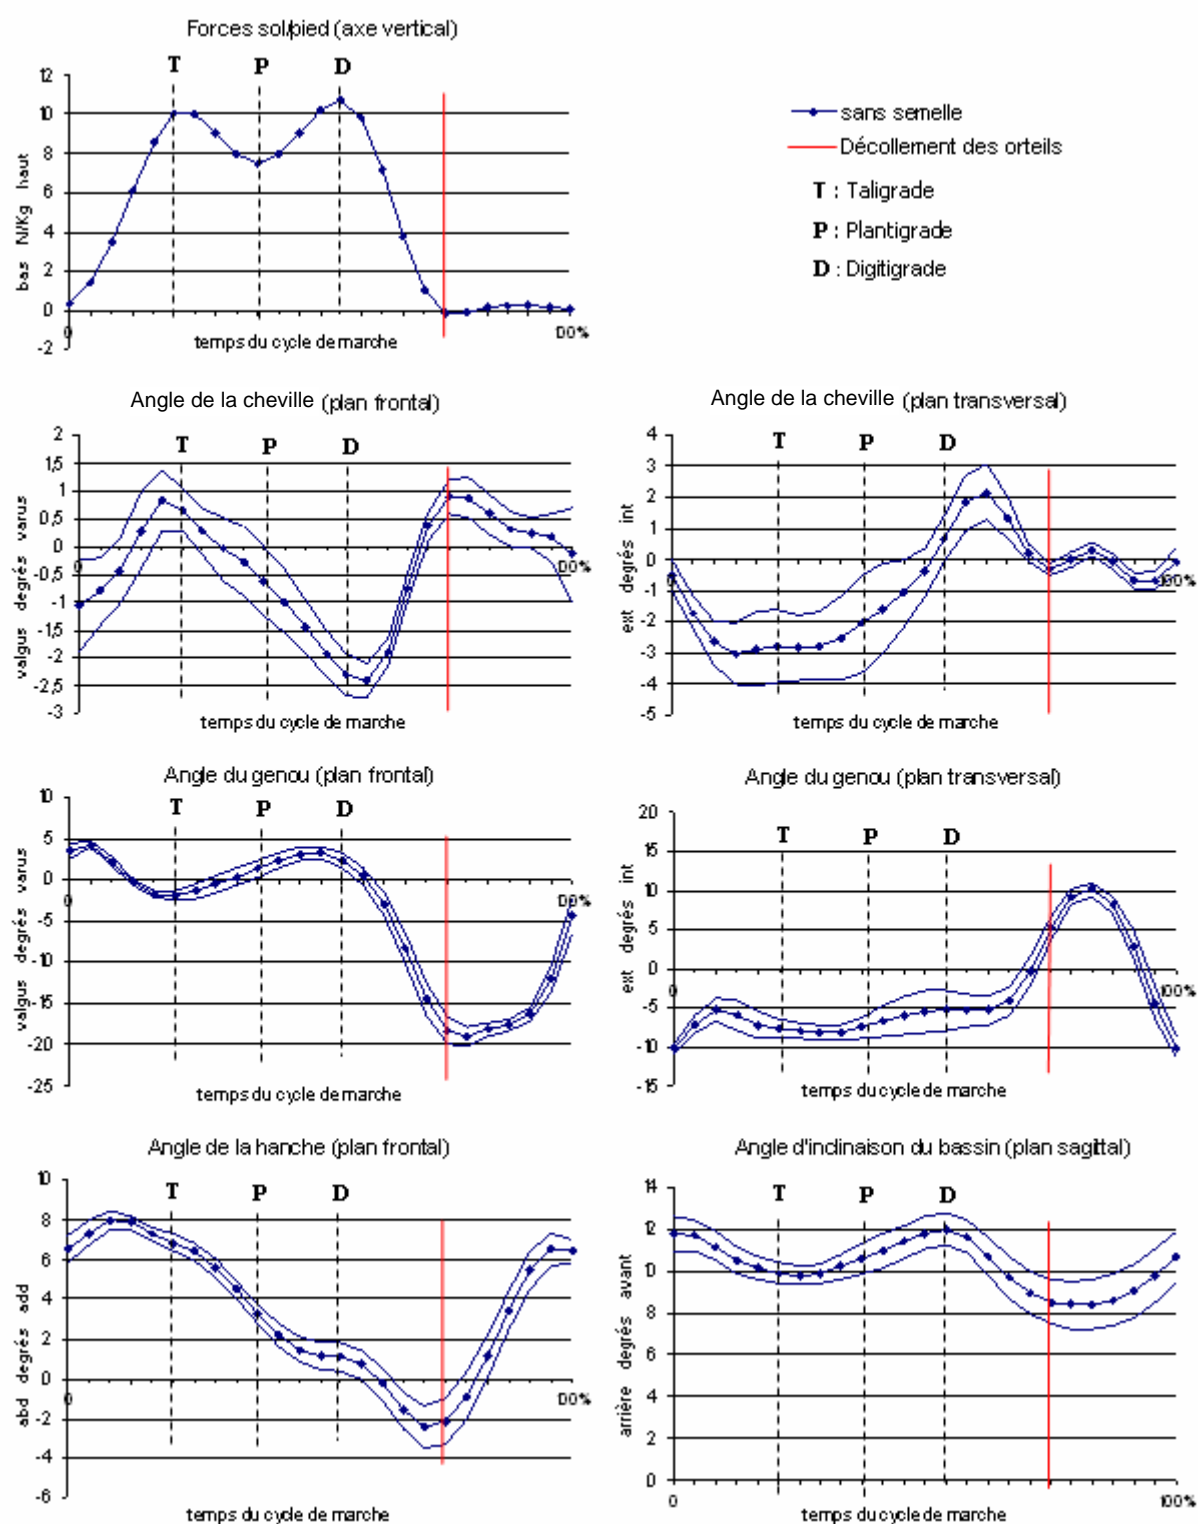 Forces sol/pied (axe vertical)
T P D
12
10
8
6
4
2
0
-2
bas N/Kg haut
0
100%
temps du cycle de marche
sans semelle
Décollement des orteils
T : Taligrade
P : Plantigrade
D : Digitigrade
Angle de la cheville (plan frontal)
T P D
2
1,5
1
0,5
0
-0,5
-1
-1,5
-2
-2,5
-3
valgus degrés varus
0
100%
temps du cycle de marche
Angle de la cheville (plan transversal)
T P D
4
3
2
1
0
-1
-2
-3
-4
-5
ext degrés int
0
100%
temps du cycle de marche
Angle du genou (plan frontal)
T P D
10
5
0
-5
-10
-15
-20
-25
valgus degrés varus
0
100%
temps du cycle de marche
Angle du genou (plan transversal)
T P D
20
15
10
5
0
-5
-10
-15
ext degrés int
0
100%
temps du cycle de marche
Angle de la hanche (plan frontal)
T P D
10
8
6
4
2
0
-2
-4
-6
abd degrés add
0
100%
temps du cycle de marche
Angle d'inclinaison du bassin (plan sagittal)
T P D
14
12
10
8
6
4
2
0
arrière degrés avant
0
100%
temps du cycle de marche